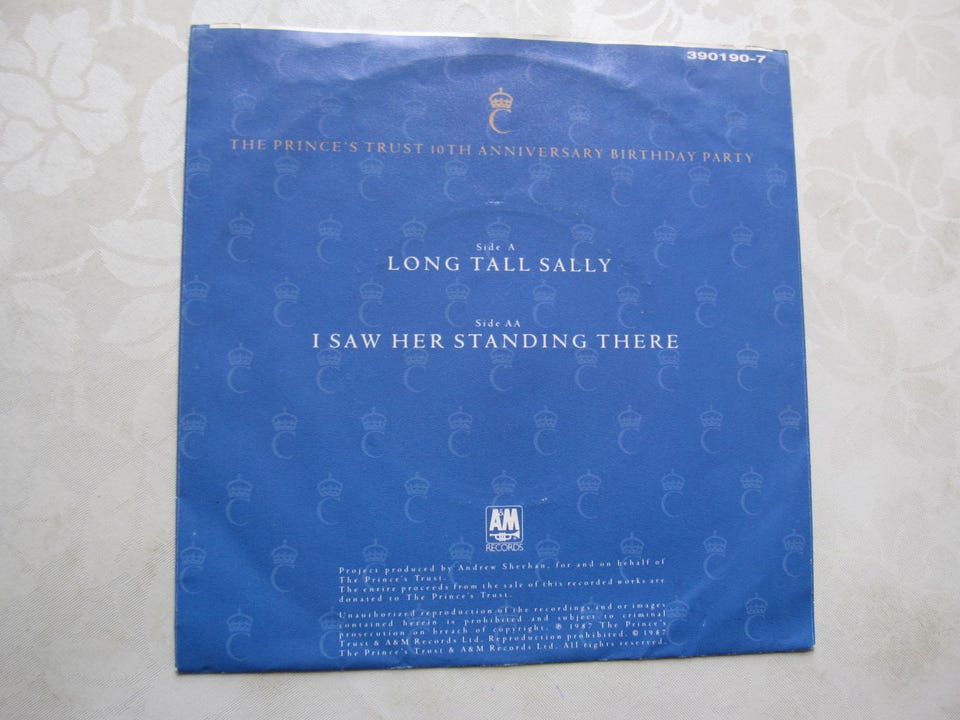 390190-7
C
THE PRINCE'S TRUST 10TH ANNIVERSARY BIRTHDAY PARTY
Side A
LONG TALL SALLY
Side AA
I SAW HER STANDING THERE
A&M
RECORDS
Project produced by Andrew Sheehan, for and on behalf of
The Prince's Trust.
The entire proceeds from the sale of this recorded works are
donated to The Prince's Trust.
Unauthorized reproduction of the recordings and or images
contained herein is prohibited and subject to criminal
prosecution on breach of copyright. ℗ 1987 The Prince's
Trust & A&M Records Ltd. Reproduction prohibited. © 1987
The Prince's Trust & A&M Records Ltd. All rights reserved.